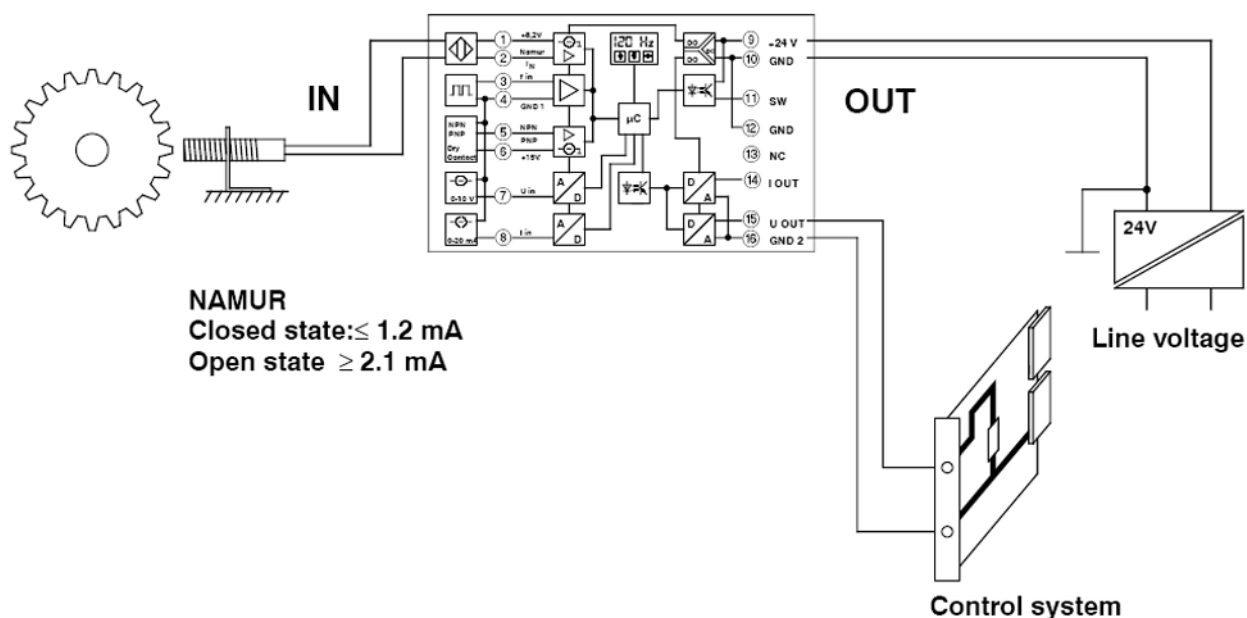 IN
OUT
① +8,2V
② Namur
I N
③ f in
④ GND 1
NPN
PNP
Dry
Contact
⑤ NPN
PNP
⑥ +15V
0-10 V
⑦ U in
0-20 mA
⑧ I in
A
D
A
D
120 Hz
µC
DC
DC
D
A
D
A
⑨ +24 V
⑩ GND
⑪ SW
⑫ GND
⑬ NC
⑭ I OUT
⑮ U OUT
⑯ GND 2
NAMUR
Closed state:≤ 1.2 mA
Open state ≥ 2.1 mA
24V
Line voltage
Control system